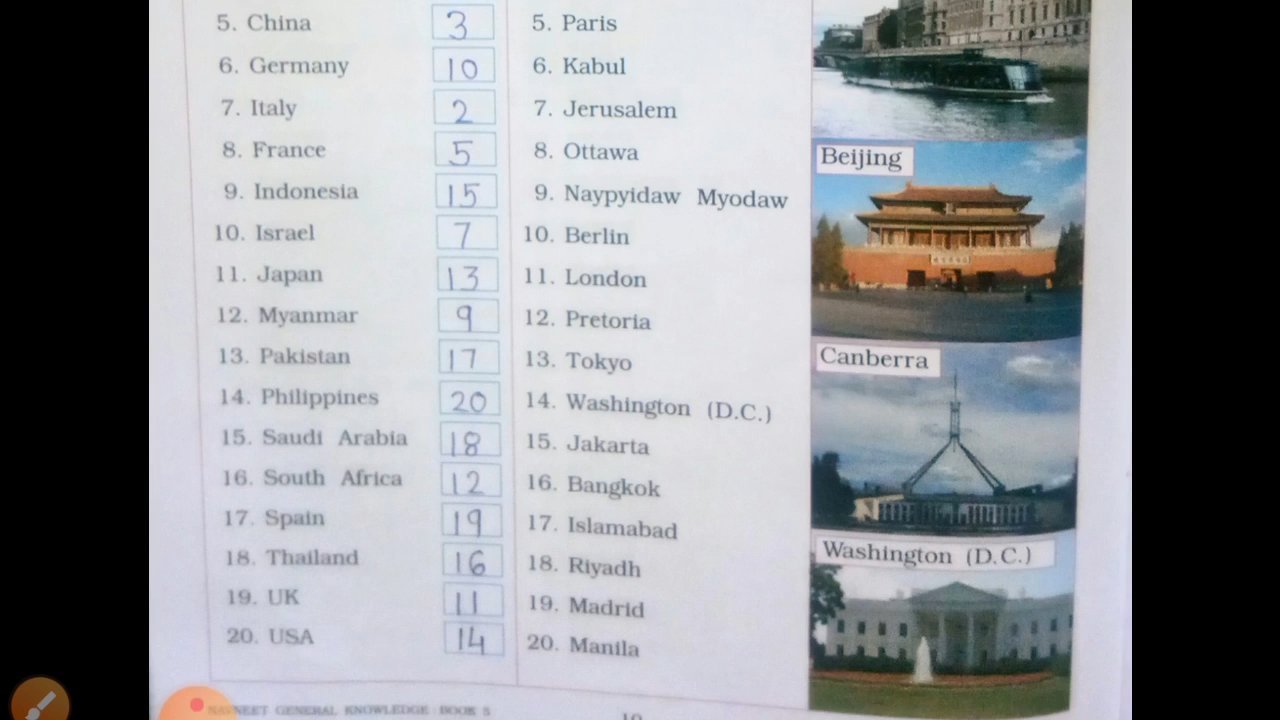 5. China 3 5. Paris
6. Germany 10 6. Kabul
7. Italy 2 7. Jerusalem
8. France 5 8. Ottawa
9. Indonesia 15 9. Naypyidaw Myodaw
10. Israel 7 10. Berlin
11. Japan 13 11. London
12. Myanmar 9 12. Pretoria
13. Pakistan 17 13. Tokyo
14. Philippines 20 14. Washington (D.C.)
15. Saudi Arabia 18 15. Jakarta
16. South Africa 12 16. Bangkok
17. Spain 19 17. Islamabad
18. Thailand 16 18. Riyadh
19. UK 11 19. Madrid
20. USA 14 20. Manila
Beijing
Canberra
Washington (D.C.)
NAVNEET GENERAL KNOWLEDGE : BOOK 5